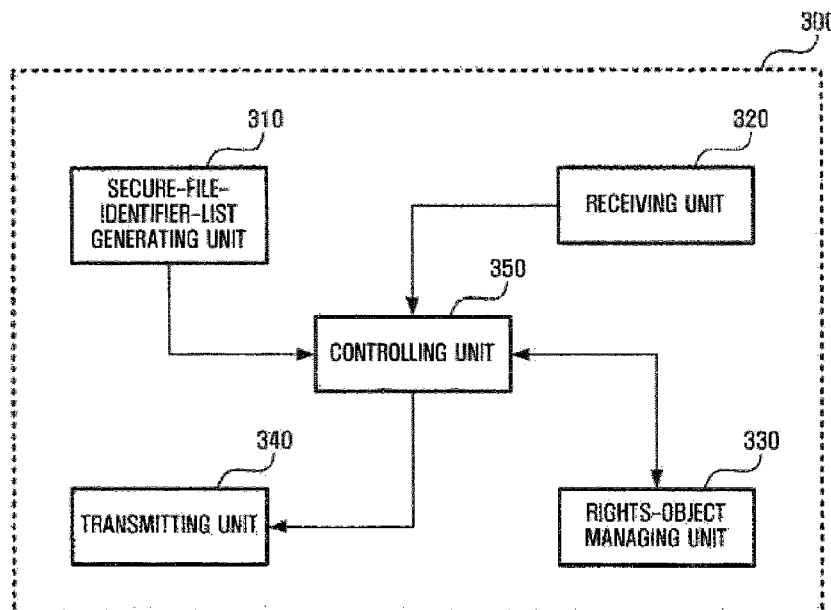 300
310
320
SECURE-FILE-
IDENTIFIER-LIST
GENERATING UNIT
RECEIVING UNIT
350
CONTROLLING UNIT
340
330
TRANSMITTING UNIT
RIGHTS-OBJECT
MANAGING UNIT